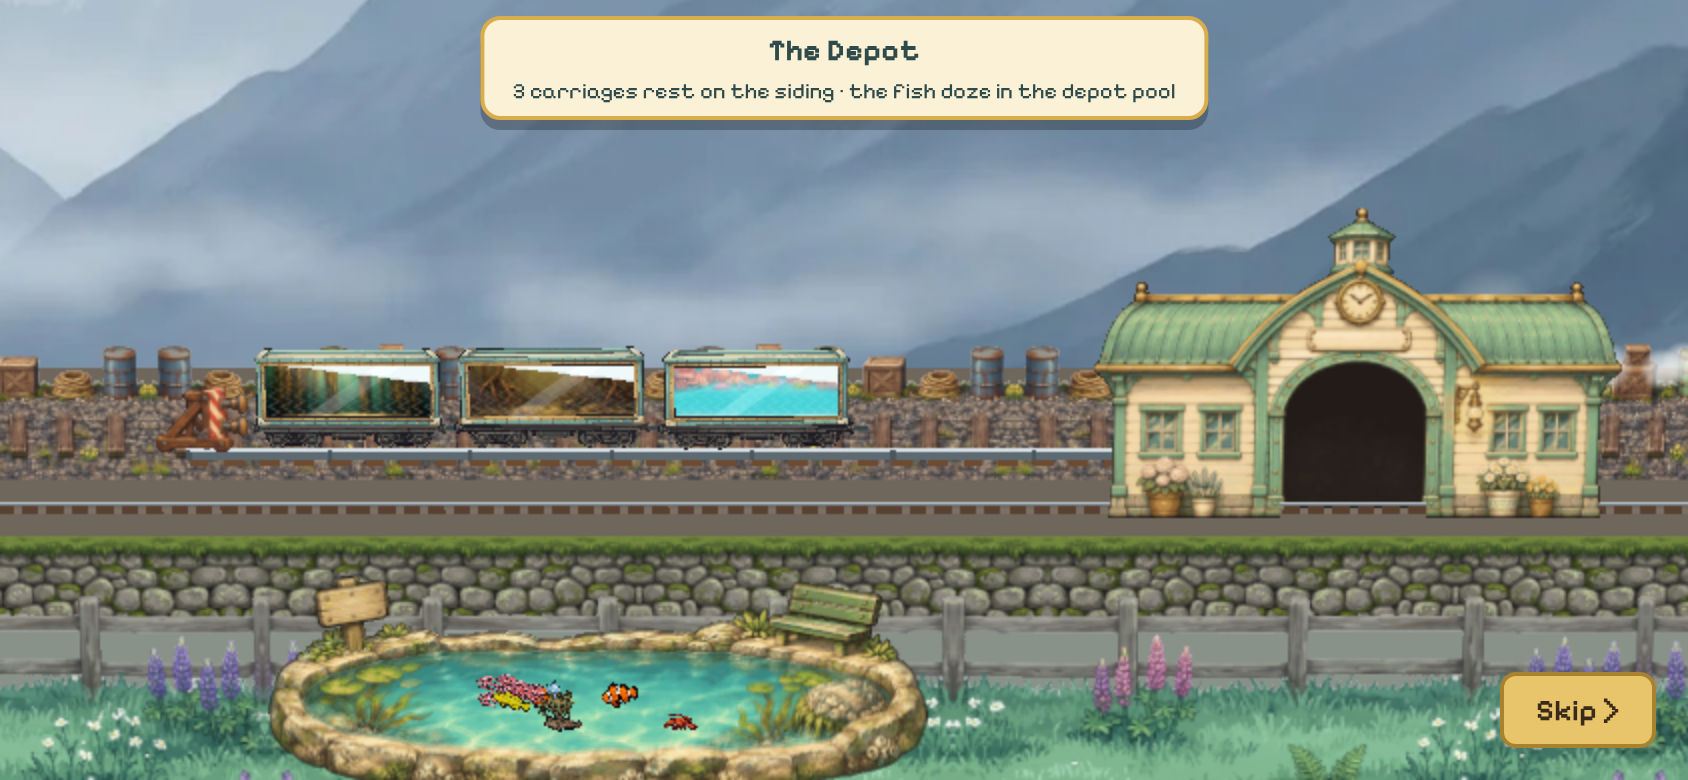 The Depot
3 carriages rest on the siding · the fish doze in the depot pool
Skip >